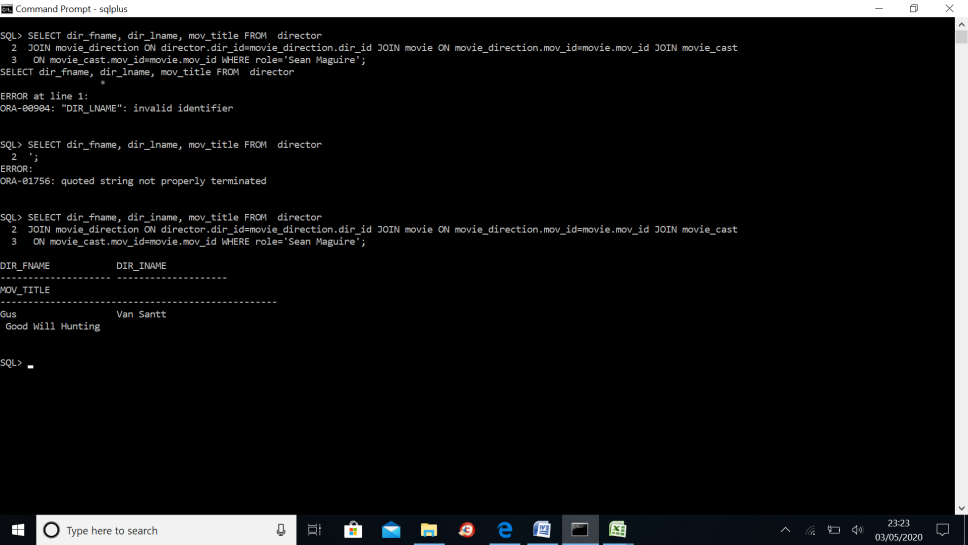 Command Prompt - sqlplus
SQL> SELECT dir_fname, dir_lname, mov_title FROM  director
  2  JOIN movie_direction ON director.dir_id=movie_direction.dir_id JOIN movie ON movie_direction.mov_id=movie.mov_id JOIN movie_cast
  3   ON movie_cast.mov_id=movie.mov_id WHERE role='Sean Maguire';
SELECT dir_fname, dir_lname, mov_title FROM  director
                  *
ERROR at line 1:
ORA-00904: "DIR_LNAME": invalid identifier
SQL> SELECT dir_fname, dir_lname, mov_title FROM  director
  2  ';
ERROR:
ORA-01756: quoted string not properly terminated
SQL> SELECT dir_fname, dir_iname, mov_title FROM  director
  2  JOIN movie_direction ON director.dir_id=movie_direction.dir_id JOIN movie ON movie_direction.mov_id=movie.mov_id JOIN movie_cast
  3   ON movie_cast.mov_id=movie.mov_id WHERE role='Sean Maguire';
DIR_FNAME            DIR_INAME
-------------------- --------------------
MOV_TITLE
--------------------------------------------------
Gus                  Van Santt
 Good Will Hunting
SQL>
Type here to search
23:23
03/05/2020